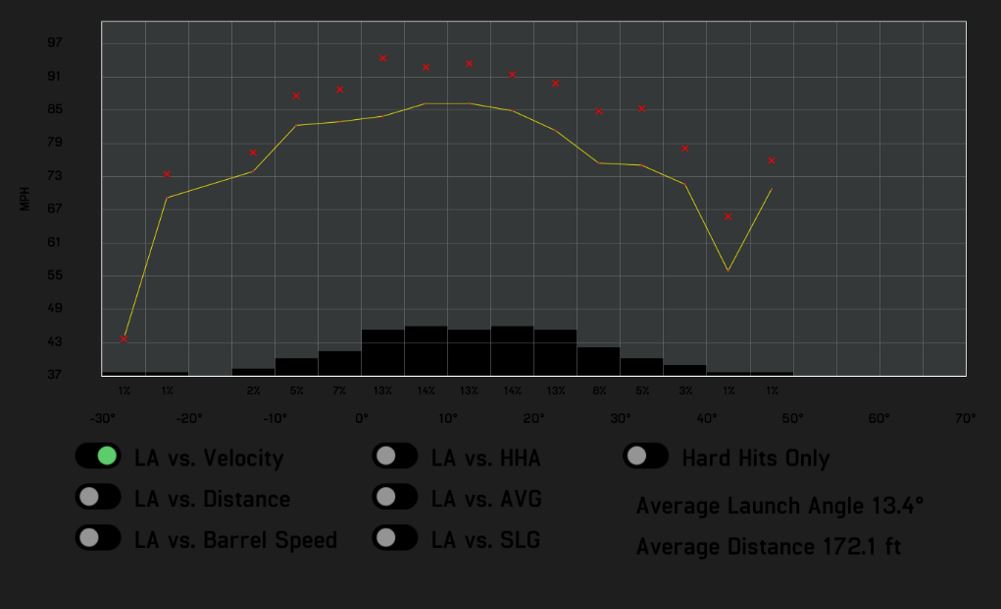 97
91
85
79
73
67
61
55
49
43
37
MPH
1% 1% 2% 5% 7% 13% 14% 13% 14% 13% 8% 5% 3% 1% 1%
-30° -20° -10° 0° 10° 20° 30° 40° 50° 60° 70°
LA vs. Velocity LA vs. HHA Hard Hits Only
LA vs. Distance LA vs. AVG Average Launch Angle 13.4°
LA vs. Barrel Speed LA vs. SLG Average Distance 172.1 ft